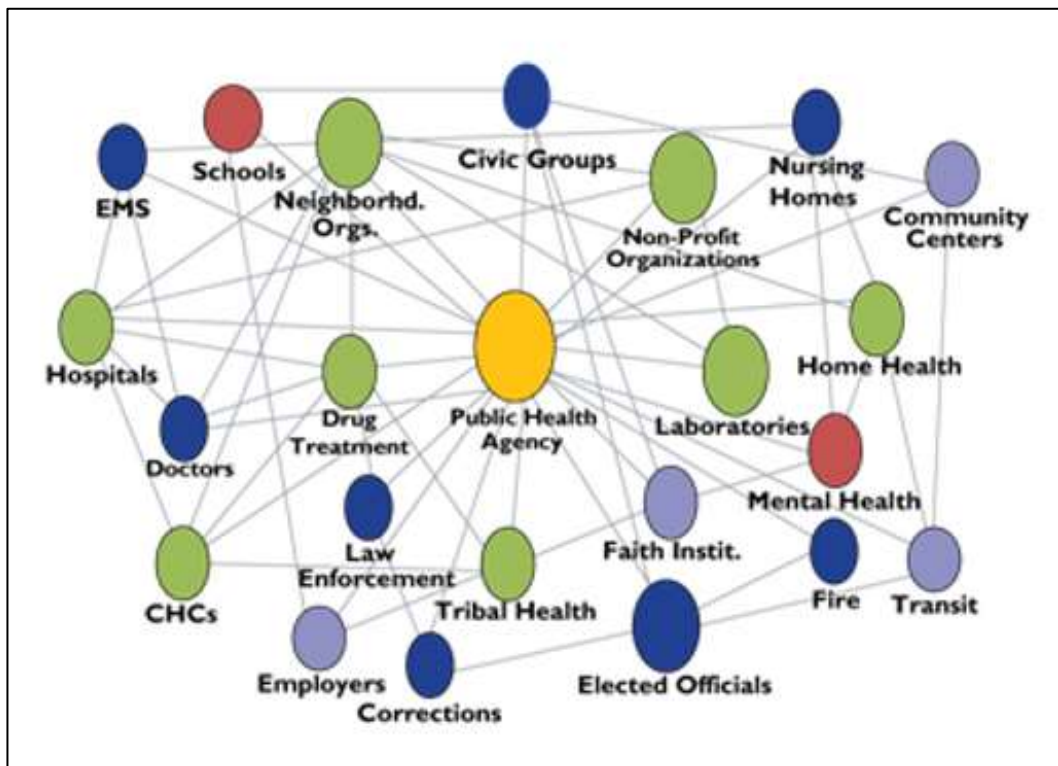 Schools
Civic Groups
Nursing
Homes
EMS
Neighborhd.
Orgs.
Non-Profit
Organizations
Community
Centers
Hospitals
Drug
Treatment
Public Health
Agency
Laboratories
Home Health
Doctors
Mental Health
Law
Enforcement
Faith Instit.
CHCs
Tribal Health
Fire
Transit
Employers
Corrections
Elected Officials